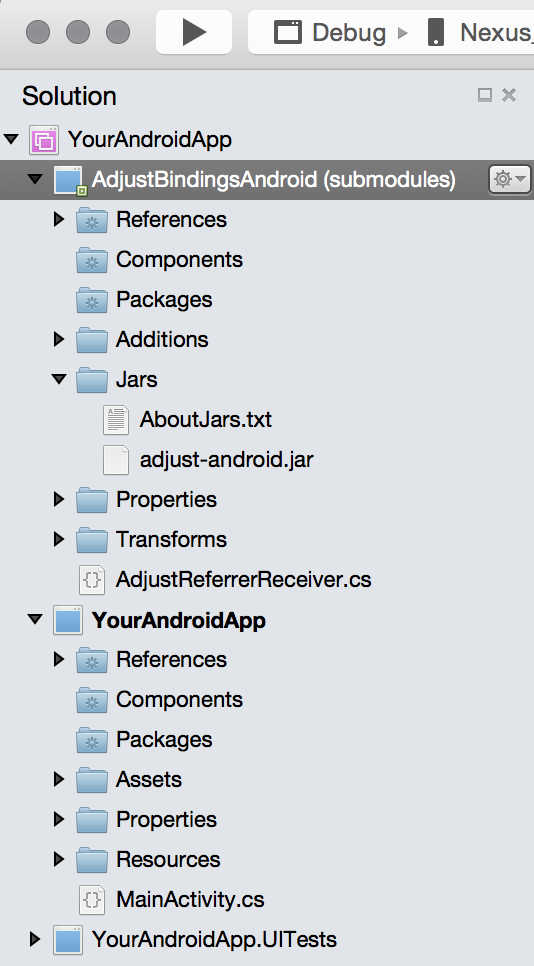 Debug Nexus_
Solution
YourAndroidApp
AdjustBindingsAndroid (submodules)
References
Components
Packages
Additions
Jars
AboutJars.txt
adjust-android.jar
Properties
Transforms
AdjustReferrerReceiver.cs
YourAndroidApp
References
Components
Packages
Assets
Properties
Resources
MainActivity.cs
YourAndroidApp.UITests